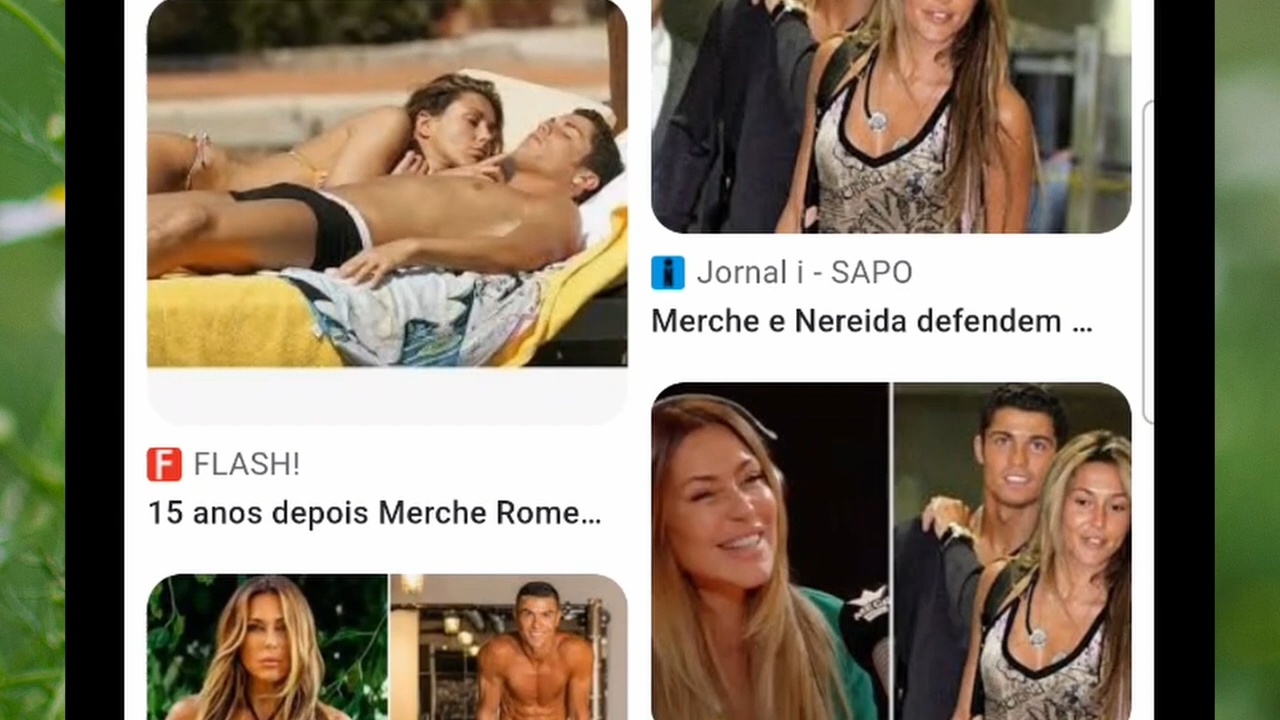 Jornal i - SAPO
Merche e Nereida defendem ...
F FLASH!
15 anos depois Merche Rome...